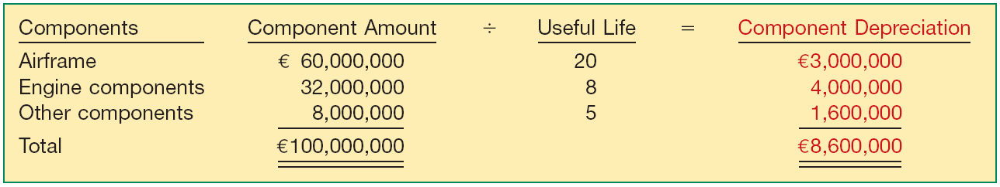 Components Component Amount ÷ Useful Life = Component Depreciation
Airframe € 60,000,000 20 €3,000,000
Engine components 32,000,000 8 4,000,000
Other components 8,000,000 5 1,600,000
Total €100,000,000 €8,600,000